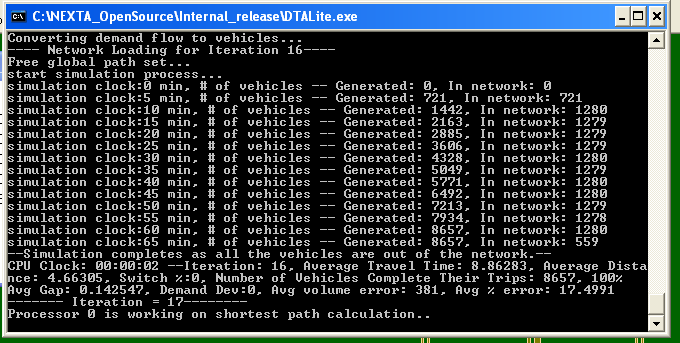 C:\NEXTA_OpenSource\Internal_release\DTALite.exe
Converting demand flow to vehicles...
---- Network Loading for Iteration 16----
Free global path set...
start simulation process...
simulation clock:0 min, # of vehicles -- Generated: 0, In network: 0
simulation clock:5 min, # of vehicles -- Generated: 721, In network: 721
simulation clock:10 min, # of vehicles -- Generated: 1442, In network: 1280
simulation clock:15 min, # of vehicles -- Generated: 2163, In network: 1279
simulation clock:20 min, # of vehicles -- Generated: 2885, In network: 1279
simulation clock:25 min, # of vehicles -- Generated: 3606, In network: 1279
simulation clock:30 min, # of vehicles -- Generated: 4328, In network: 1280
simulation clock:35 min, # of vehicles -- Generated: 5049, In network: 1279
simulation clock:40 min, # of vehicles -- Generated: 5771, In network: 1280
simulation clock:45 min, # of vehicles -- Generated: 6492, In network: 1280
simulation clock:50 min, # of vehicles -- Generated: 7213, In network: 1279
simulation clock:55 min, # of vehicles -- Generated: 7934, In network: 1278
simulation clock:60 min, # of vehicles -- Generated: 8657, In network: 1280
simulation clock:65 min, # of vehicles -- Generated: 8657, In network: 559
--Simulation completes as all the vehicles are out of the network.--
CPU Clock: 00:00:02 --Iteration: 16, Average Travel Time: 8.86283, Average Dista
nce: 4.66305, Switch %:0, Number of Vehicles Complete Their Trips: 8657, 100%
Avg Gap: 0.142547, Demand Dev:0, Avg volume error: 381, Avg % error: 17.4991
------- Iteration = 17--------
Processor 0 is working on shortest path calculation..